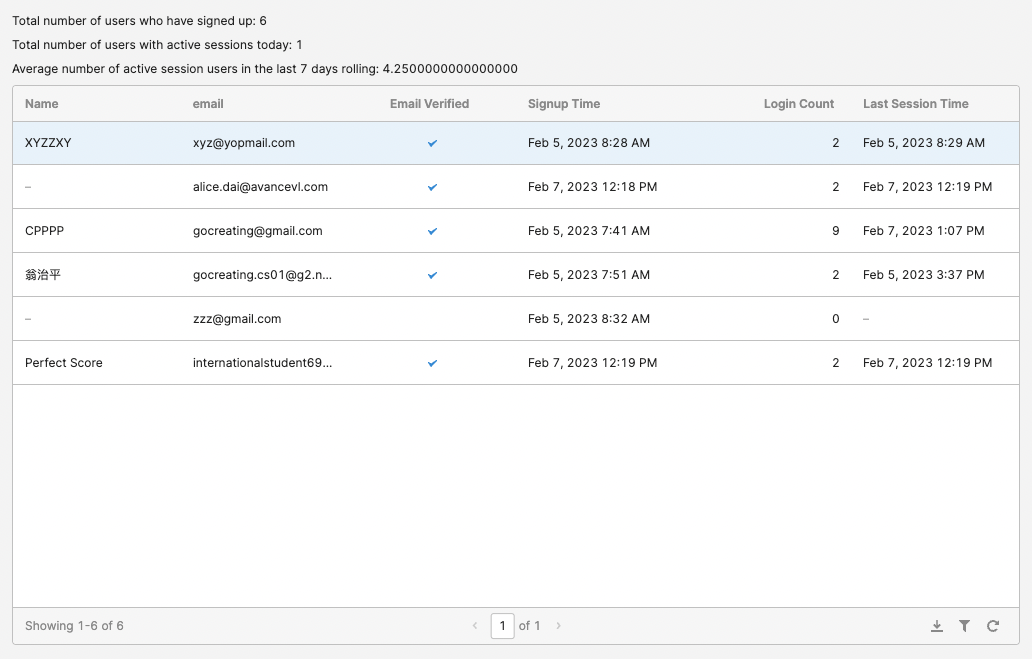 Total number of users who have signed up: 6
Total number of users with active sessions today: 1
Average number of active session users in the last 7 days rolling: 4.2500000000000000
Name email Email Verified Signup Time Login Count Last Session Time
XYZZXY xyz@yopmail.com Feb 5, 2023 8:28 AM 2 Feb 5, 2023 8:29 AM
– alice.dai@avancevl.com Feb 7, 2023 12:18 PM 2 Feb 7, 2023 12:19 PM
CPPPP gocreating@gmail.com Feb 5, 2023 7:41 AM 9 Feb 7, 2023 1:07 PM
翁治平 gocreating.cs01@g2.n... Feb 5, 2023 7:51 AM 2 Feb 5, 2023 3:37 PM
– zzz@gmail.com Feb 5, 2023 8:32 AM 0 –
Perfect Score internationalstudent69... Feb 7, 2023 12:19 PM 2 Feb 7, 2023 12:19 PM
Showing 1-6 of 6 1 of 1